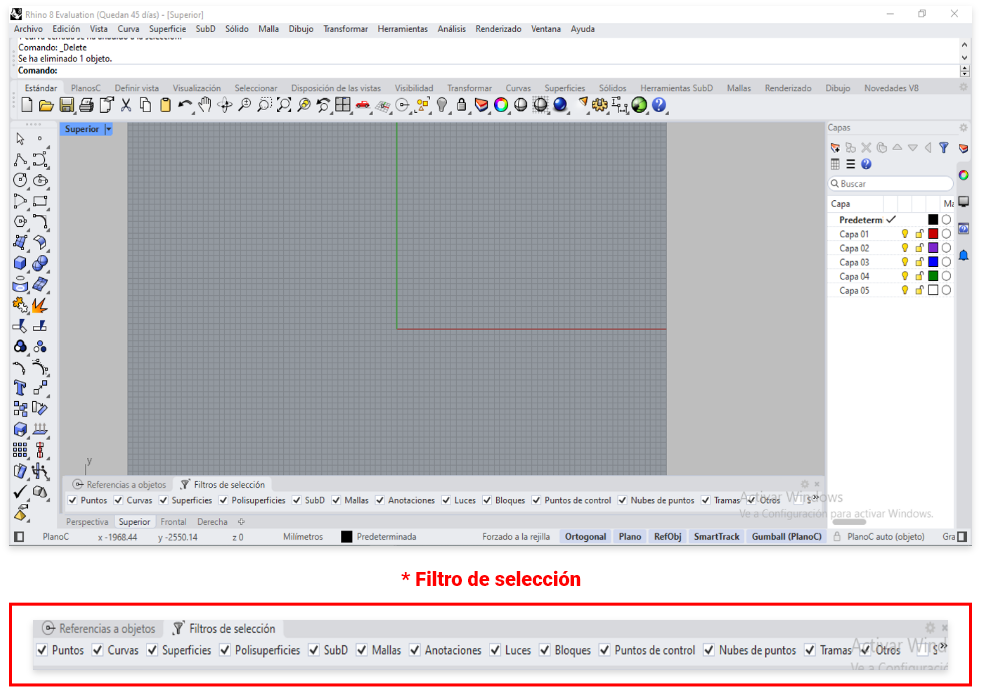 Rhino 8 Evaluation (Quedan 45 días) - [Superior]
Archivo Edición Vista Curva Superficie SubD Sólido Malla Dibujo Transformar Herramientas Análisis Renderizado Ventana Ayuda
Comando: _Delete
Se ha eliminado 1 objeto.
Comando:
Estándar PlanosC Definir vista Visualización Seleccionar Disposición de las vistas Visibilidad Transformar Curvas Superficies Sólidos Herramientas SubD Mallas Renderizado Dibujo Novedades V8
Superior
Capas
Buscar
Capa Ma
Predeterm
Capa 01
Capa 02
Capa 03
Capa 04
Capa 05
y
Referencias a objetos Filtros de selección
Puntos Curvas Superficies Polisuperficies SubD Mallas Anotaciones Luces Bloques Puntos de control Nubes de puntos Tramas Otros S»
Activar Windows
Ve a Configuración para activar Windows.
Perspectiva Superior Frontal Derecha
PlanoC x -1968.44 y -2550.14 z 0 Milímetros Predeterminada Forzado a la rejilla Ortogonal Plano RefObj SmartTrack Gumball (PlanoC) PlanoC auto (objeto) Gra
* Filtro de selección
Referencias a objetos Filtros de selección
Puntos Curvas Superficies Polisuperficies SubD Mallas Anotaciones Luces Bloques Puntos de control Nubes de puntos Tramas Otros S»
Activar Wind
Ve a Configuració